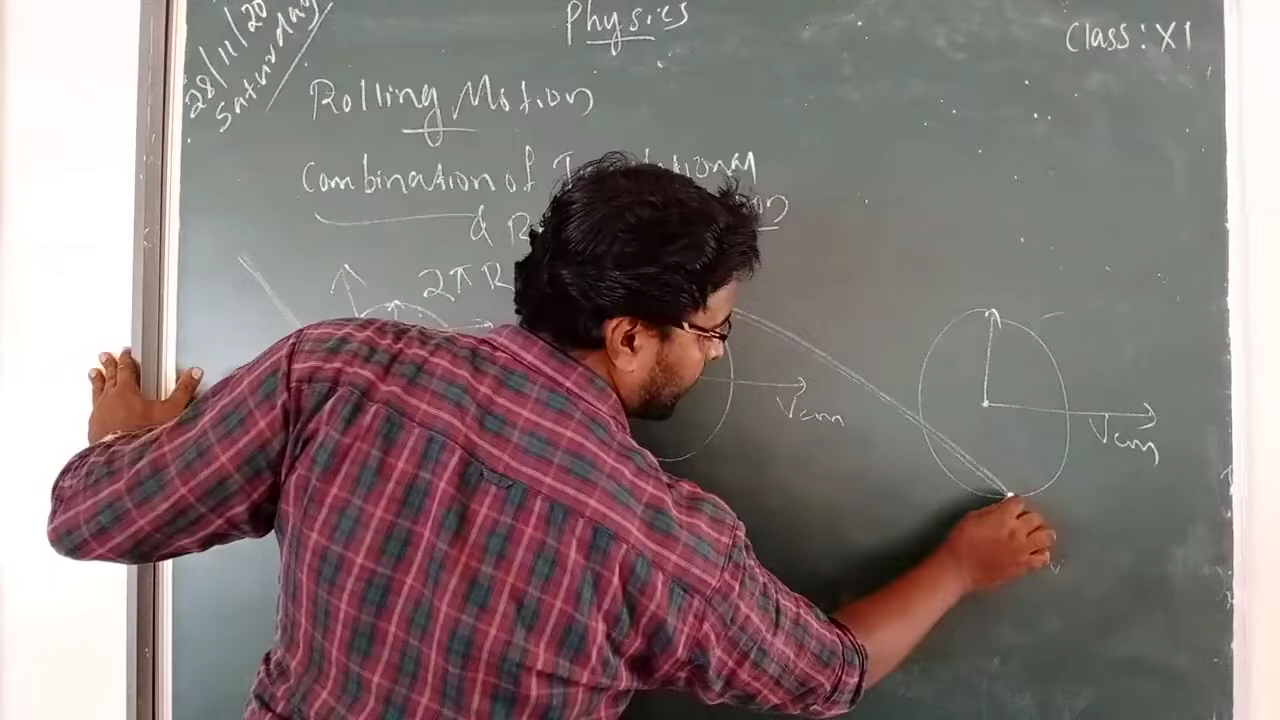 28/11/20
Saturday
Physics
Class: XI
Rolling Motion
Combination of
&
2πR
Vcm
Vcm